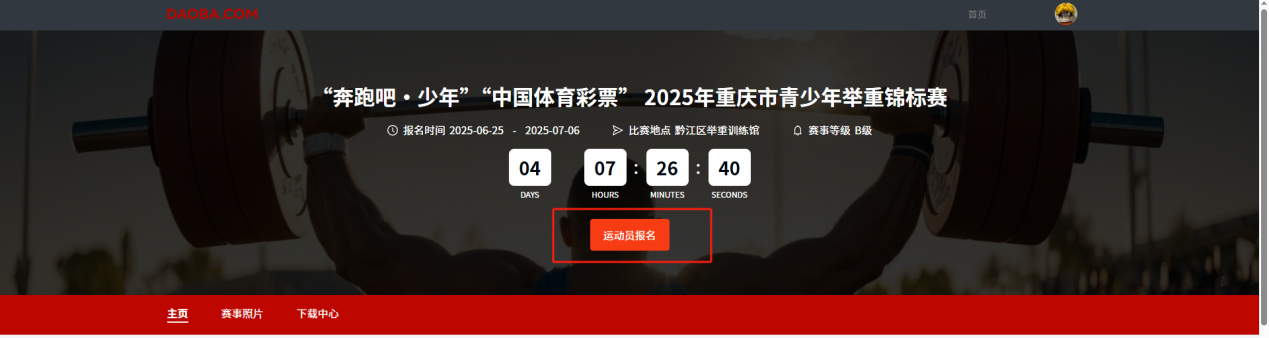 DAOBA.COM
首页
“奔跑吧·少年”“中国体育彩票” 2025年重庆市青少年举重锦标赛
报名时间 2025-06-25 - 2025-07-06 比赛地点 黔江区举重训练馆 赛事等级 B级
04 07 : 26 : 40
DAYS HOURS MINUTES SECONDS
运动员报名
主页 赛事照片 下载中心